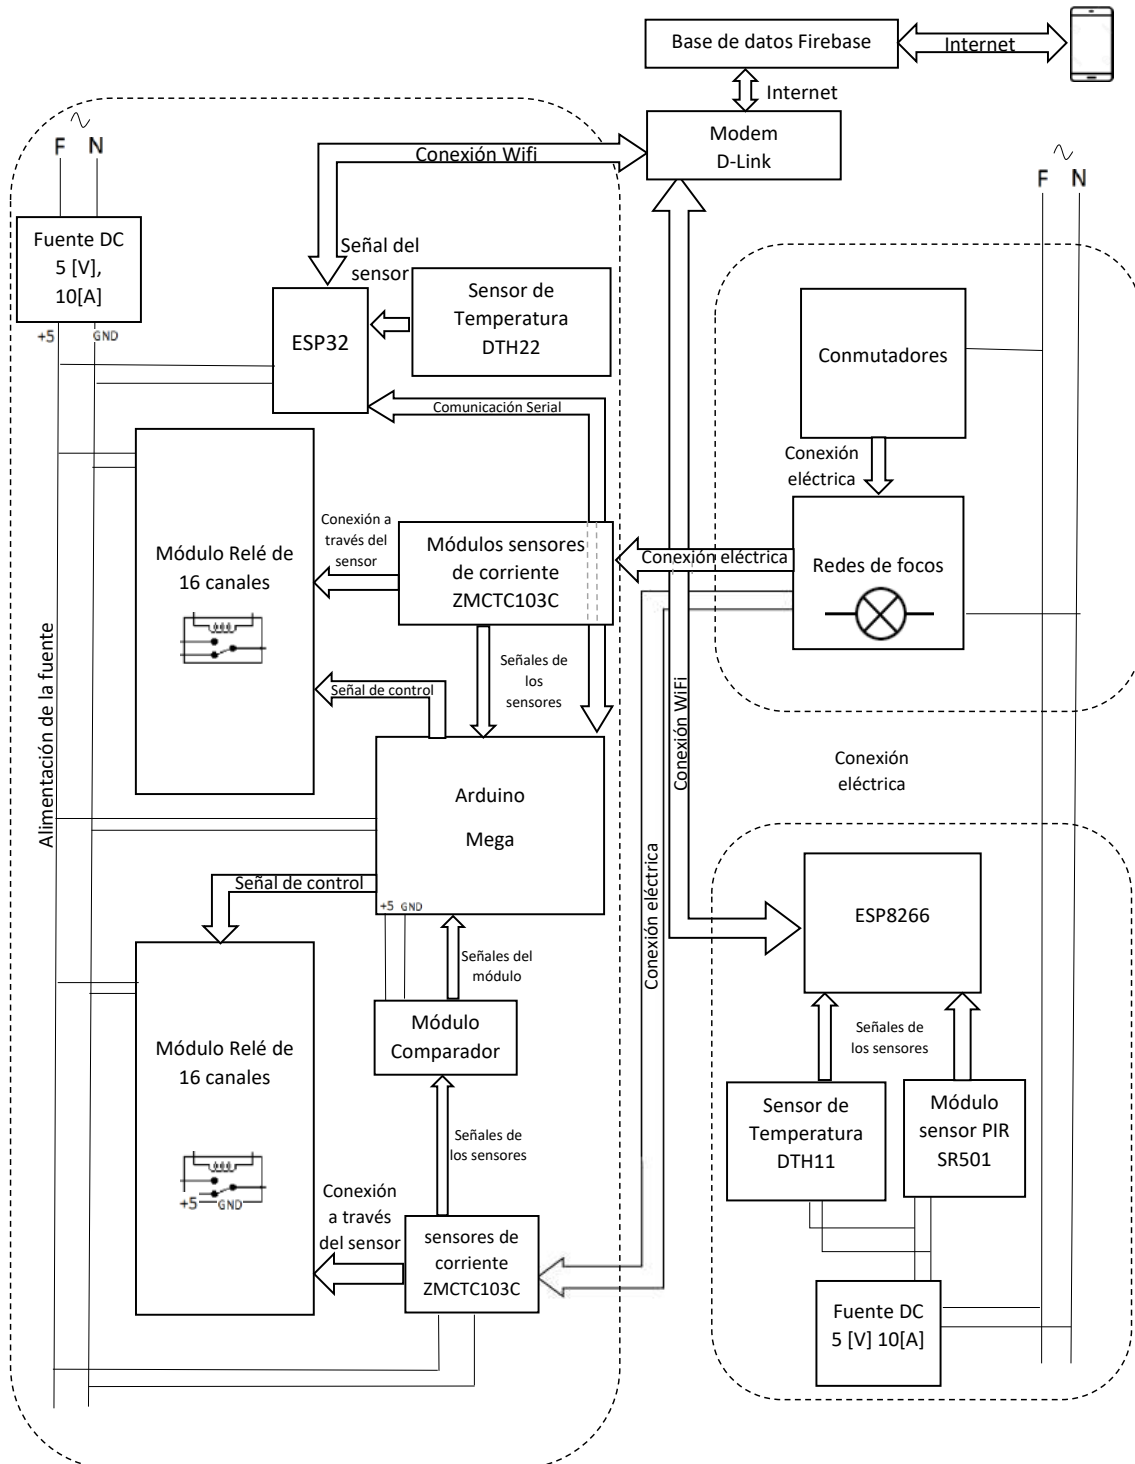 Base de datos Firebase
Internet
Internet
Modem
D-Link
F N
Conexión Wifi
F N
Fuente DC
5 [V],
10[A]
+5
GND
Señal del
sensor
Sensor de
Temperatura
DTH22
ESP32
Comunicación Serial
Conmutadores
Conexión
eléctrica
Redes de focos
Conexión eléctrica
Módulo Relé de
16 canales
Conexión a
través del
sensor
Módulos sensores
de corriente
ZMCTC103C
Señales de
los
sensores
Señal de control
Alimentación de la fuente
Conexión WiFi
Conexión
eléctrica
Arduino
Mega
Señal de control
+5 GND
Conexión eléctrica
ESP8266
Señales del
módulo
Módulo
Comparador
Módulo Relé de
16 canales
+5
GND
Señales de
los sensores
Señales de
los sensores
Sensor de
Temperatura
DTH11
Módulo
sensor PIR
SR501
Conexión
a través
del sensor
sensores de
corriente
ZMCTC103C
Fuente DC
5 [V] 10[A]